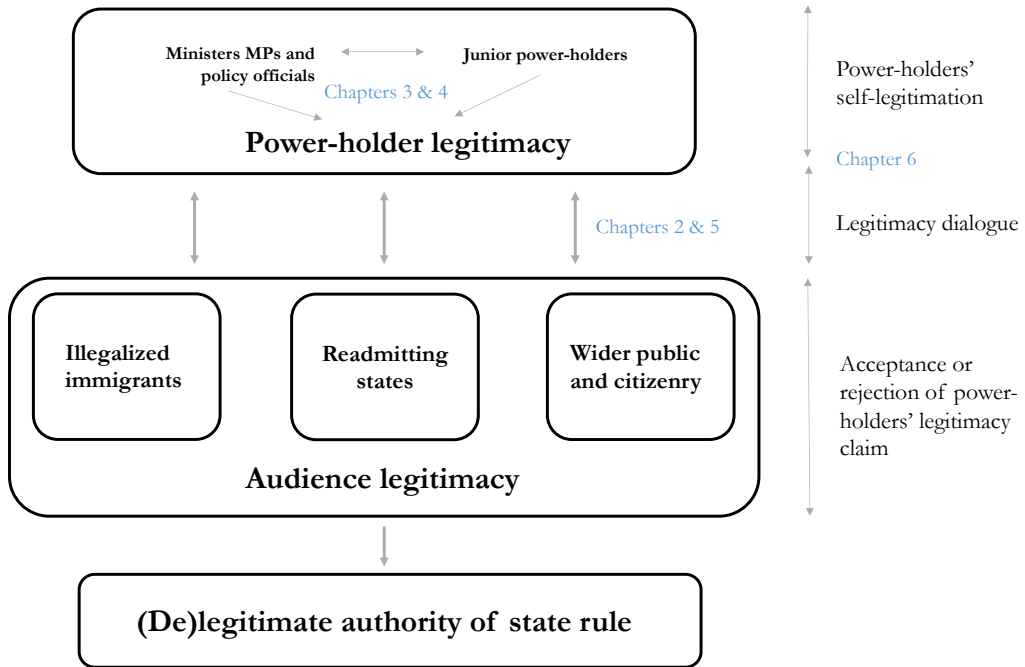 Ministers MPs and
policy officials
Junior power-holders
Chapters 3 & 4
Power-holder legitimacy
Power-holders’
self-legitimation
Chapter 6
Chapters 2 & 5
Legitimacy dialogue
Illegalized
immigrants
Readmitting
states
Wider public
and citizenry
Audience legitimacy
Acceptance or
rejection of power-
holders’ legitimacy
claim
(De)legitimate authority of state rule